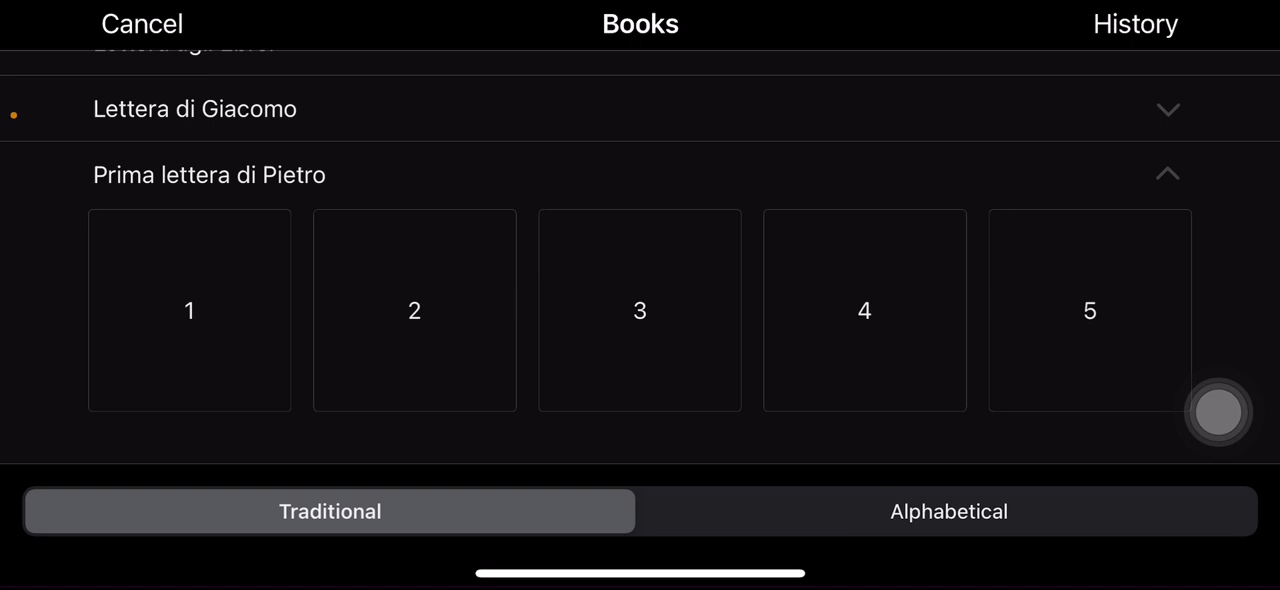 Cancel
Books
History
Lettera di Giacomo
Prima lettera di Pietro
1
2
3
4
5
Traditional
Alphabetical